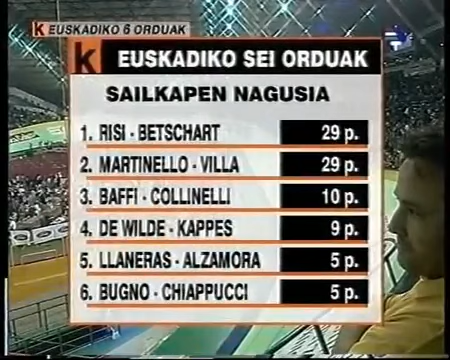 K EUSKADIKO 6 ORDUAK
K EUSKADIKO SEI ORDUAK
SAILKAPEN NAGUSIA
1. RISI - BETSCHART 29 p.
2. MARTINELLO - VILLA 29 p.
3. BAFFI - COLLINELLI 10 p.
4. DE WILDE - KAPPES 9 p.
5. LLANERAS - ALZAMORA 5 p.
6. BUGNO - CHIAPPUCCI 5 p.